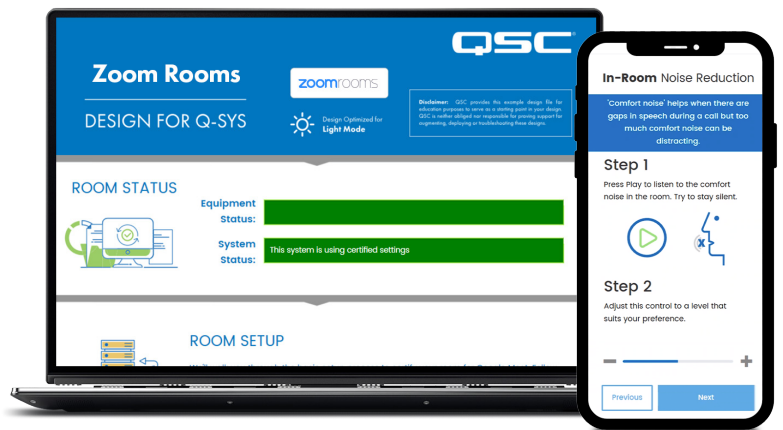 QSC
Zoom Rooms
DESIGN FOR Q-SYS
zoomrooms
Design Optimized for
Light Mode
Disclaimer: QSC provides this example design file for
education purposes to serve as a starting point in your design.
QSC is neither obliged nor responsible for proving support for
augmenting, deploying or troubleshooting these designs.
ROOM STATUS
Equipment
Status:
System
Status:
This system is using certified settings
ROOM SETUP
In-Room Noise Reduction
'Comfort noise' helps when there are
gaps in speech during a call but too
much comfort noise can be
distracting.
Step 1
Press Play to listen to the comfort
noise in the room. Try to stay silent.
X
Step 2
Adjust this control to a level that
suits your preference.
Previous
Next